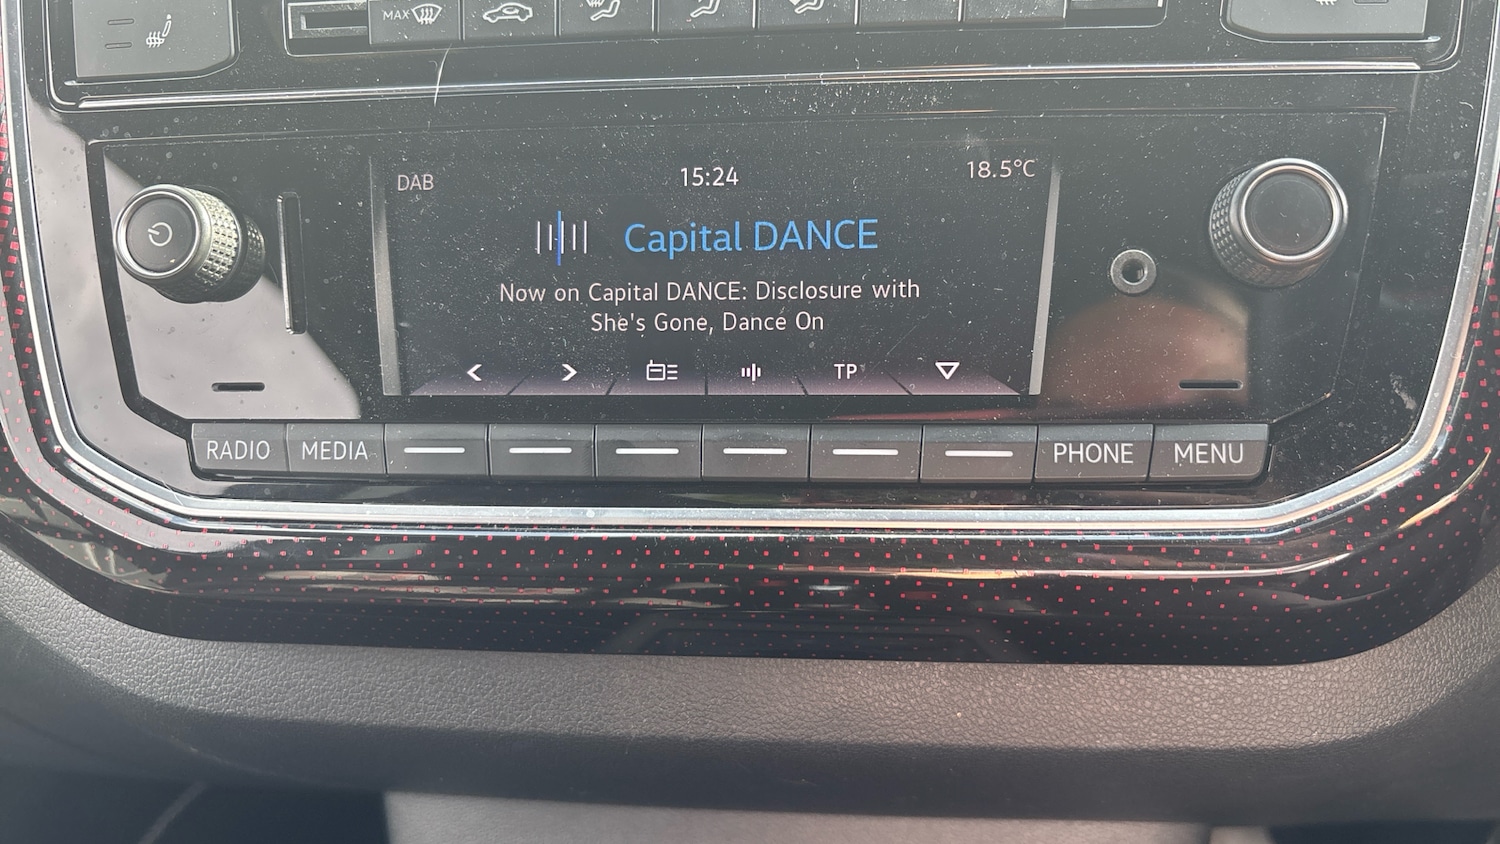 MAX
DAB
15:24
18.5°C
Capital DANCE
Now on Capital DANCE: Disclosure with
She's Gone, Dance On
TP
RADIO
MEDIA
PHONE
MENU